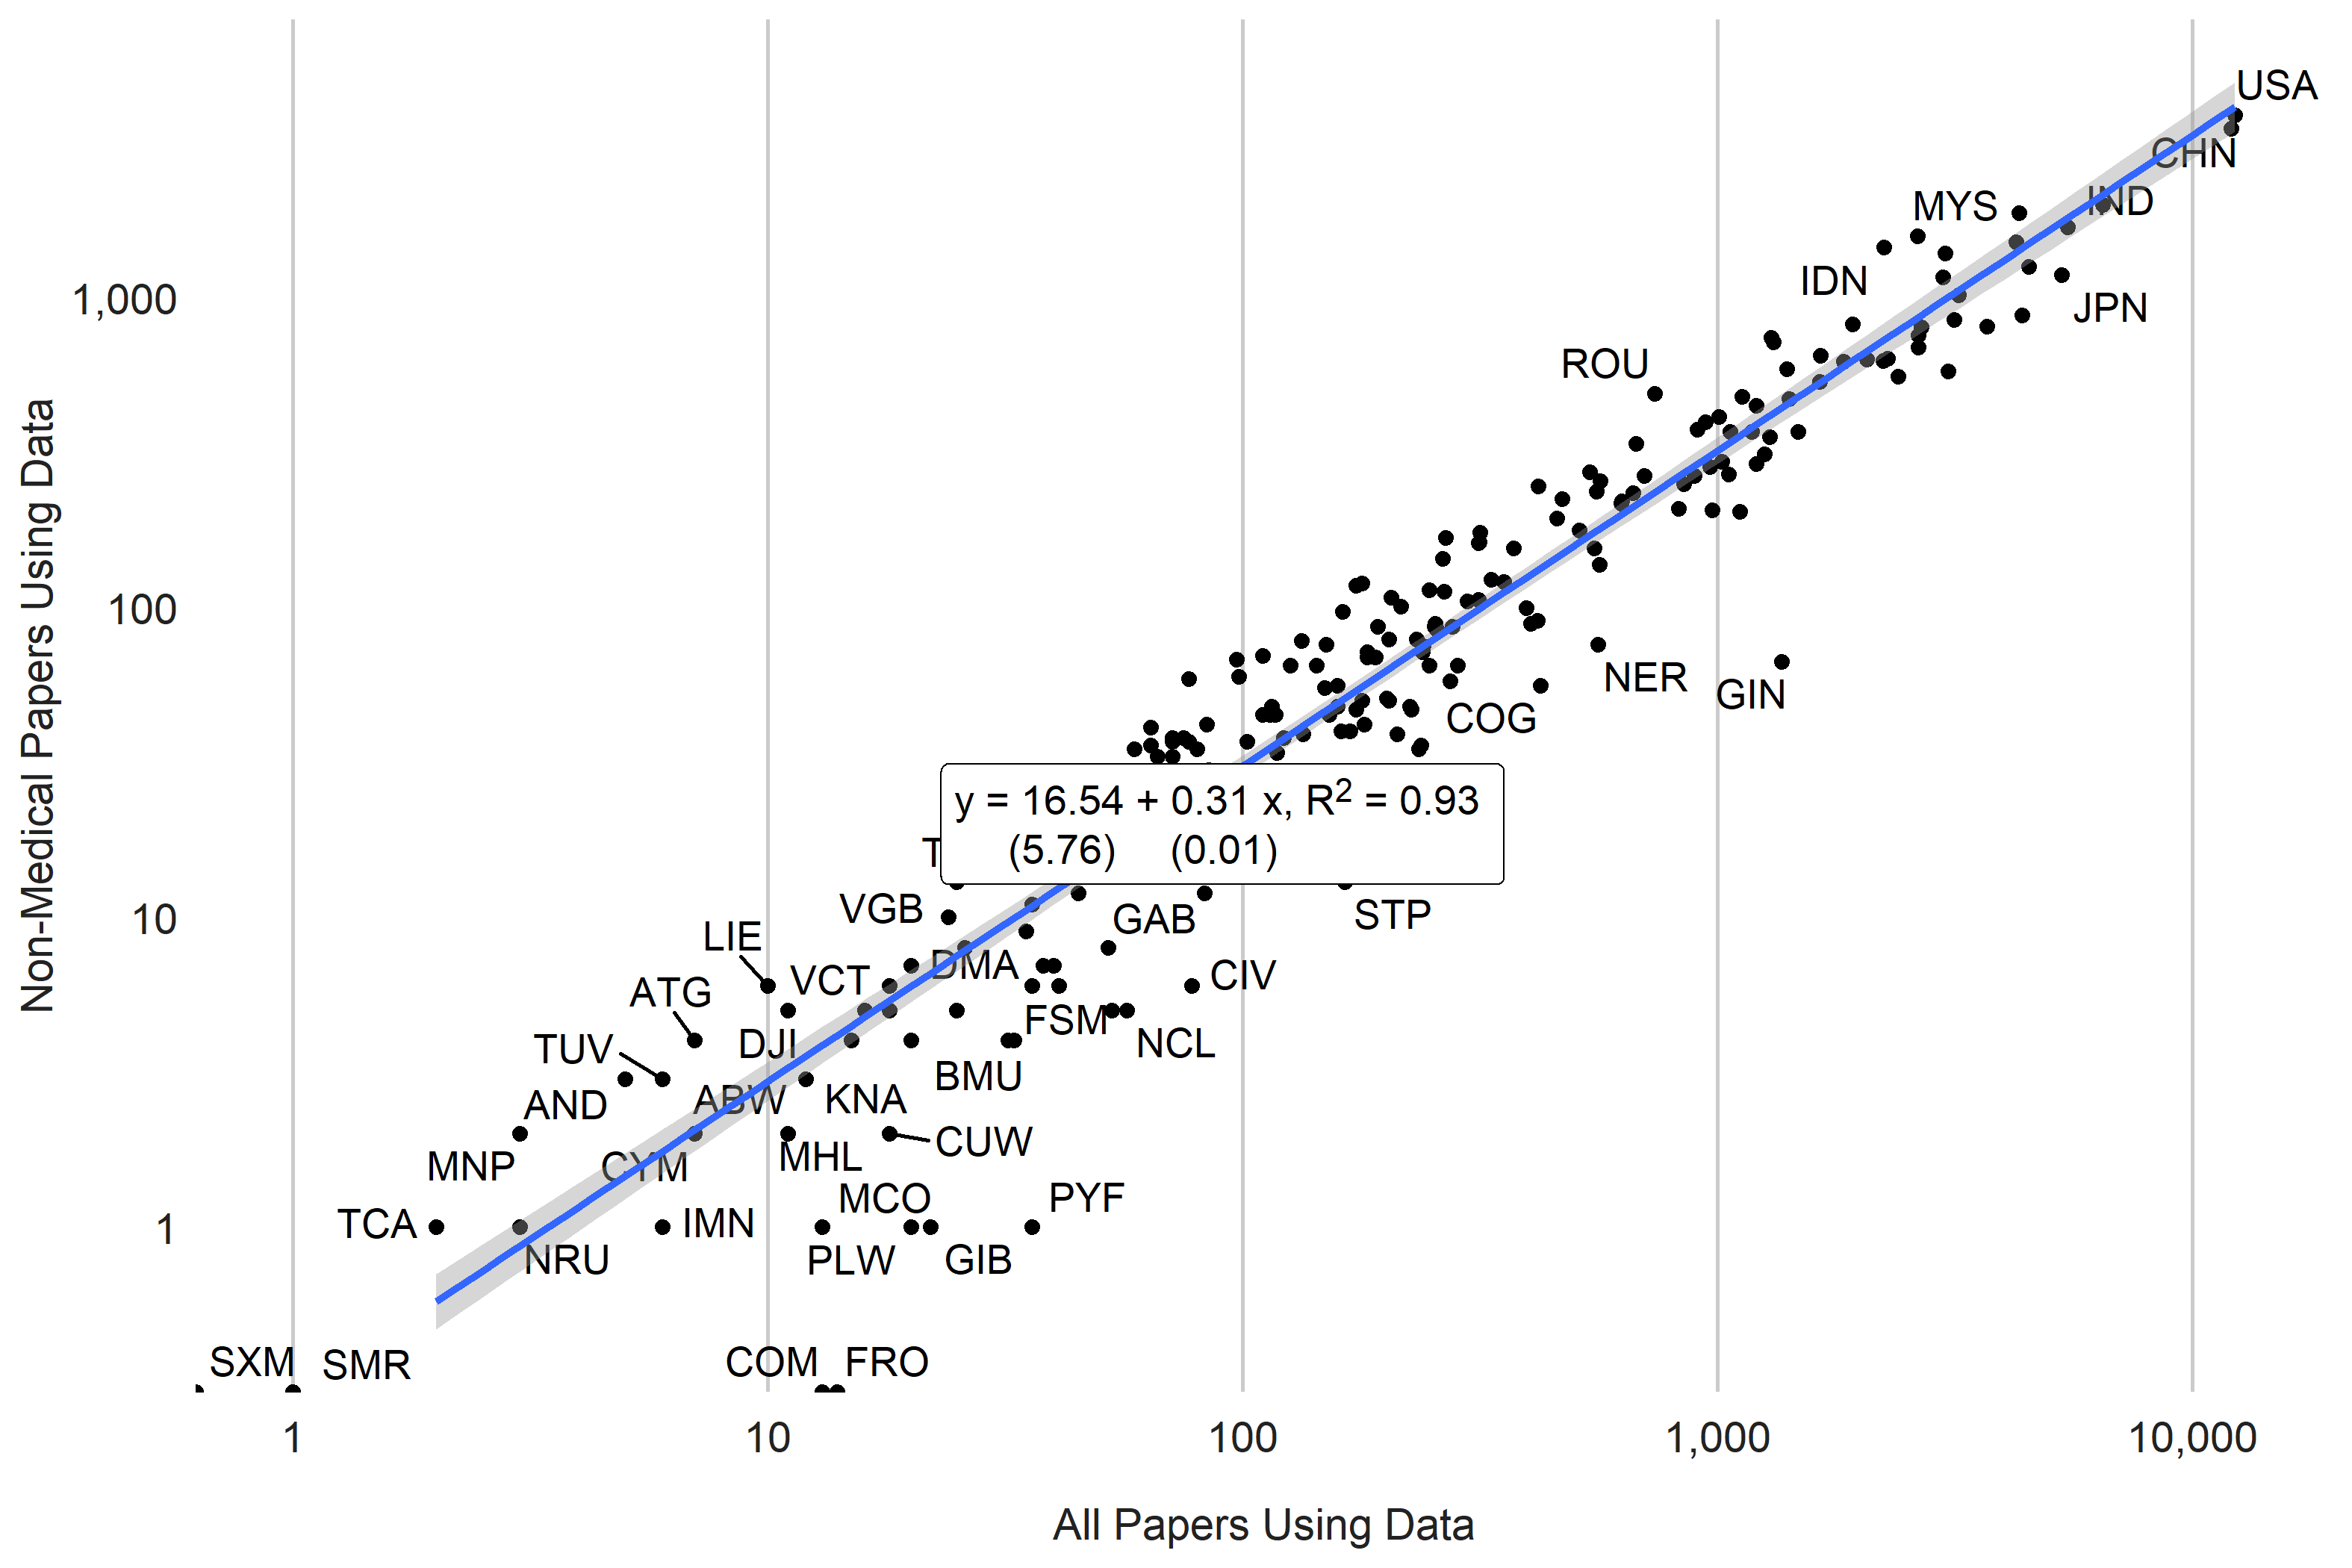 USA
CHN
IND
MYS
IDN
JPN
1,000
ROU
Non-Medical Papers Using Data
100
NER
GIN
COG
y = 16.54 + 0.31 x, R² = 0.93
(5.76) (0.01)
VGB
GAB
STP
10
LIE
DMA
VCT
CIV
ATG
FSM
DJI
NCL
TUV
BMU
ABW
KNA
AND
CUW
MHL
MNP
CYM
MCO
PYF
TCA
1
IMN
NRU
PLW
GIB
SXM
SMR
COM
FRO
1
10
100
1,000
10,000
All Papers Using Data